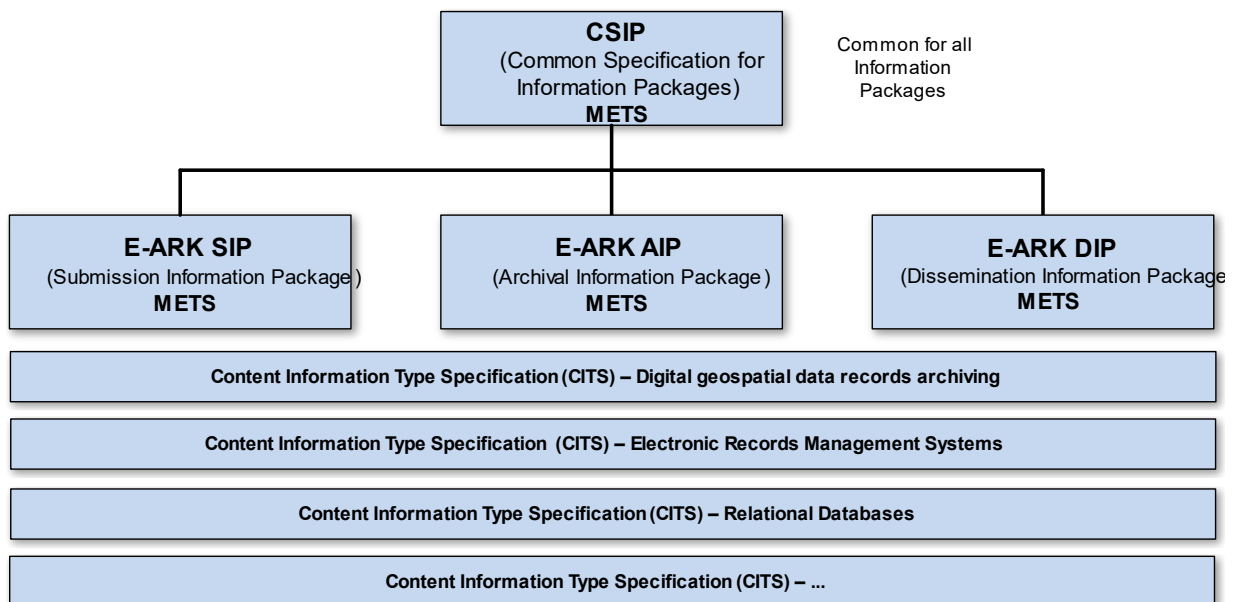 CSIP
(Common Specification for
Information Packages)
METS
Common for all
Information
Packages
E-ARK SIP
(Submission Information Package)
METS
E-ARK AIP
(Archival Information Package)
METS
E-ARK DIP
(Dissemination Information Package
METS
Content Information Type Specification (CITS) – Digital geospatial data records archiving
Content Information Type Specification (CITS) – Electronic Records Management Systems
Content Information Type Specification (CITS) – Relational Databases
Content Information Type Specification (CITS) – ...